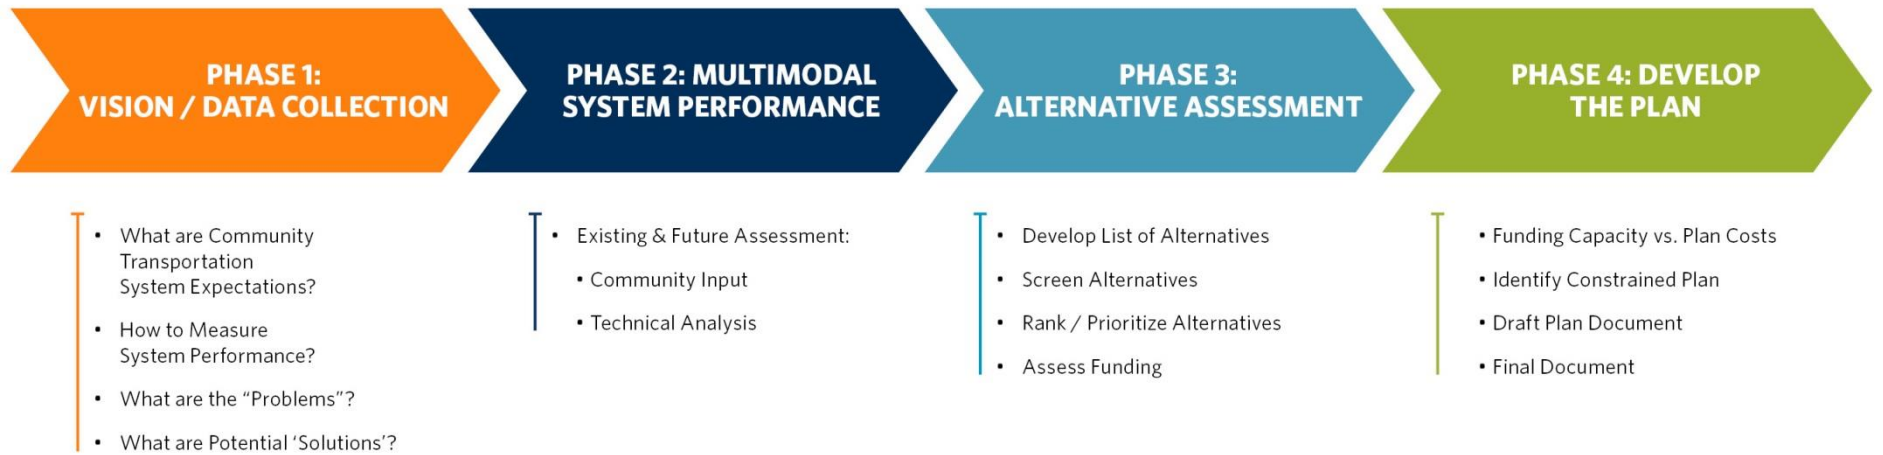 PHASE 1:
VISION / DATA COLLECTION
• What are Community
Transportation
System Expectations?
• How to Measure
System Performance?
• What are the “Problems”?
• What are Potential ‘Solutions’?
PHASE 2: MULTIMODAL
SYSTEM PERFORMANCE
• Existing & Future Assessment:
• Community Input
• Technical Analysis
PHASE 3:
ALTERNATIVE ASSESSMENT
• Develop List of Alternatives
• Screen Alternatives
• Rank / Prioritize Alternatives
• Assess Funding
PHASE 4: DEVELOP
THE PLAN
• Funding Capacity vs. Plan Costs
• Identify Constrained Plan
• Draft Plan Document
• Final Document